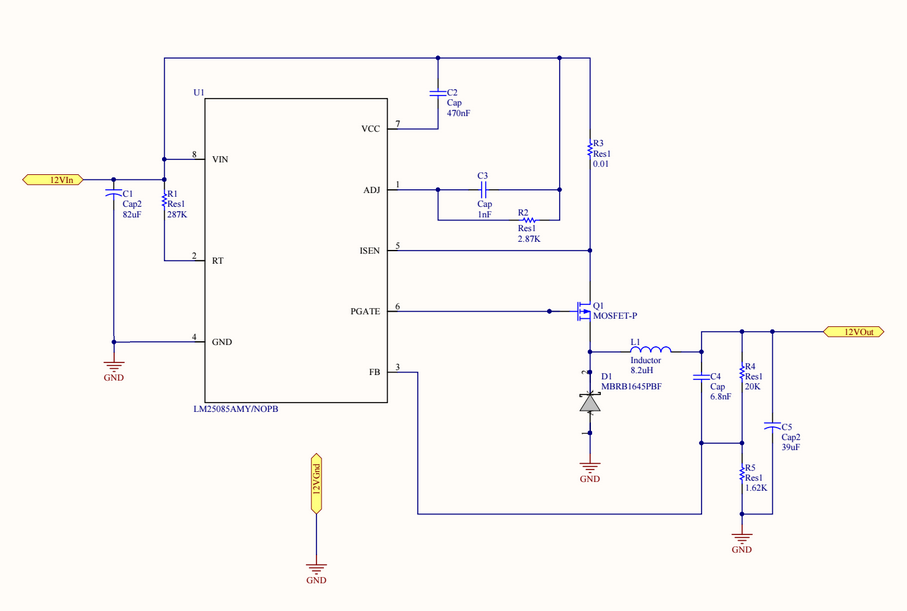 U1
C2
Cap
470nF
7
VCC
R3
Res1
0.01
8
VIN
12VIn
C1
Cap2
82uF
R1
Res1
287K
ADJ
1
C3
Cap
1nF
R2
Res1
2.87K
ISEN
5
2
RT
PGATE
6
Q1
MOSFET-P
4
GND
GND
12VOut
L1
Inductor
8.2uH
FB
3
2
D1
MBRB1645PBF
C4
Cap
6.8nF
R4
Res1
20K
LM25085AMY/NOPB
C5
Cap2
39uF
12VGnd
GND
R5
Res1
1.62K
GND
GND